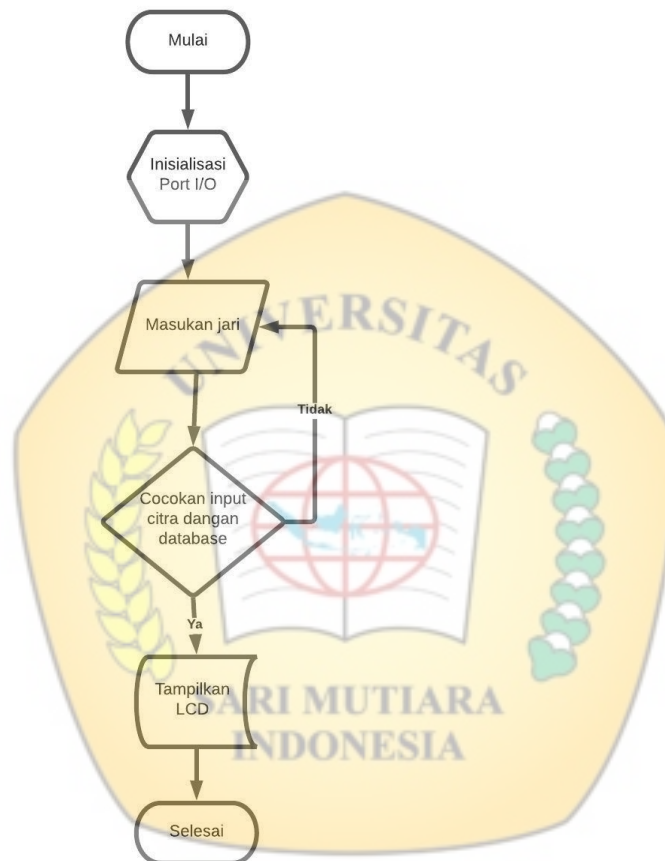 Mulai
Inisialisasi
Port I/O
Masukan jari
UNIVERSITAS
Tidak
Cocokan input
citra dangan
database
Ya
Tampilkan
LCD
SARI MUTIARA
INDONESIA
Selesai